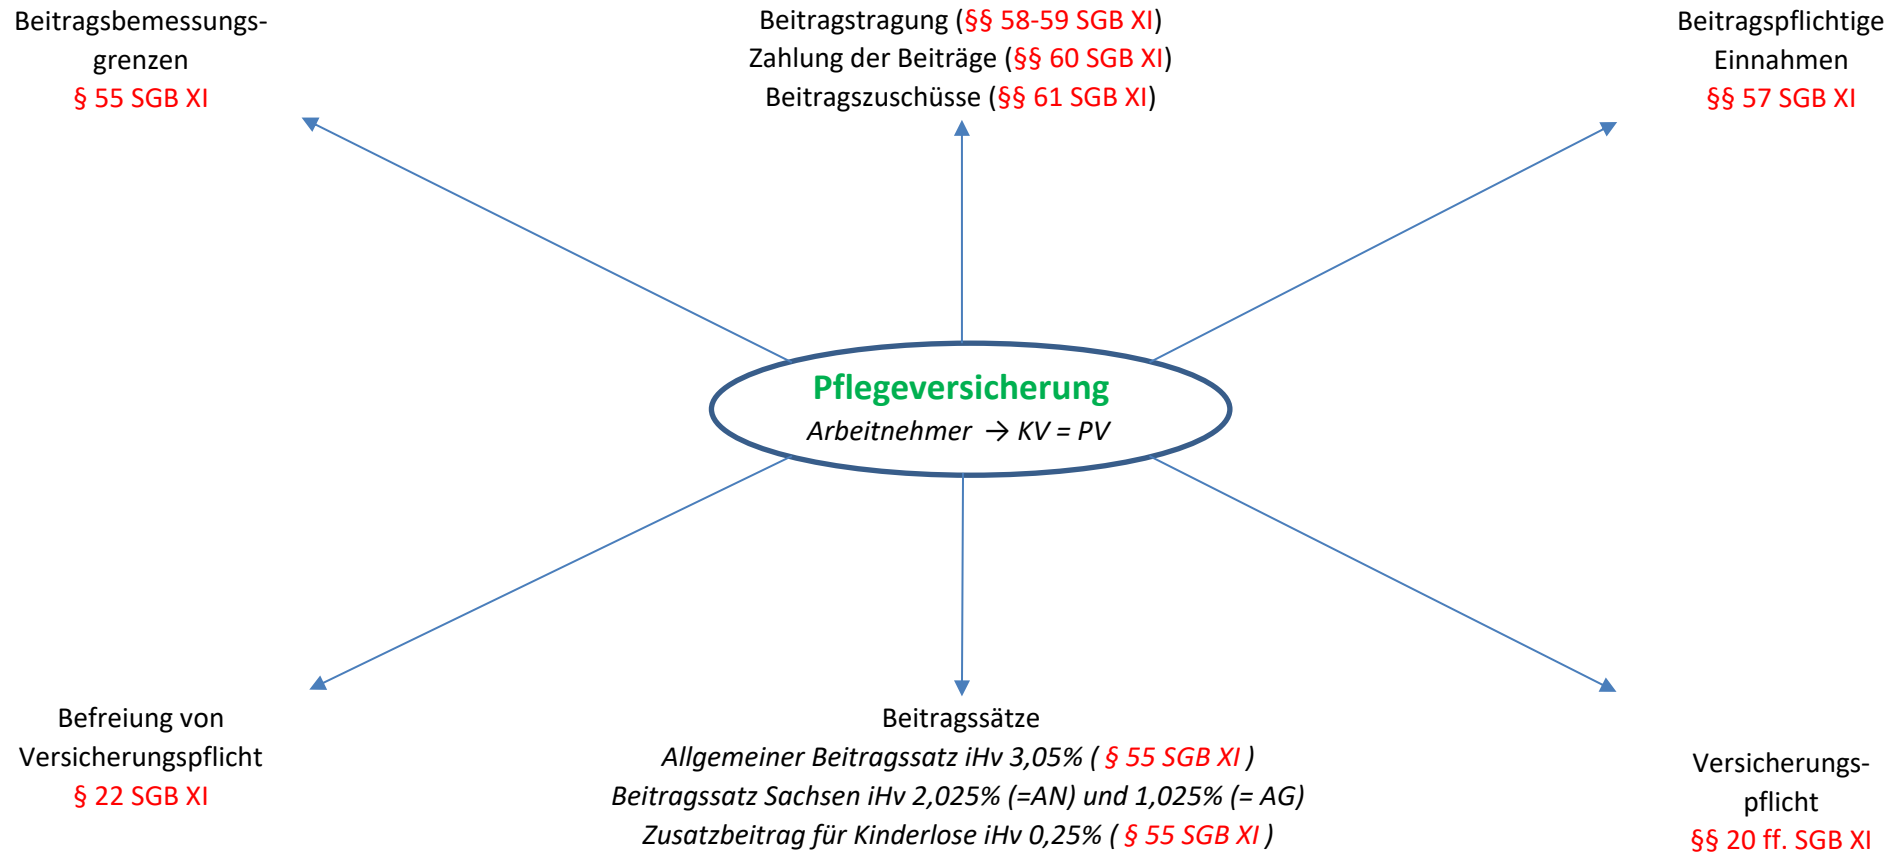 Beitragsbemessungs-
grenzen
§ 55 SGB XI
Beitragstragung (§§ 58-59 SGB XI)
Zahlung der Beiträge (§§ 60 SGB XI)
Beitragszuschüsse (§§ 61 SGB XI)
Beitragspflichtige
Einnahmen
§§ 57 SGB XI
Pflegeversicherung
Arbeitnehmer → KV = PV
Befreiung von
Versicherungspflicht
§ 22 SGB XI
Beitragssätze
Allgemeiner Beitragssatz iHv 3,05% ( § 55 SGB XI )
Beitragssatz Sachsen iHv 2,025% (=AN) und 1,025% (= AG)
Zusatzbeitrag für Kinderlose iHv 0,25% ( § 55 SGB XI )
Versicherungs-
pflicht
§§ 20 ff. SGB XI